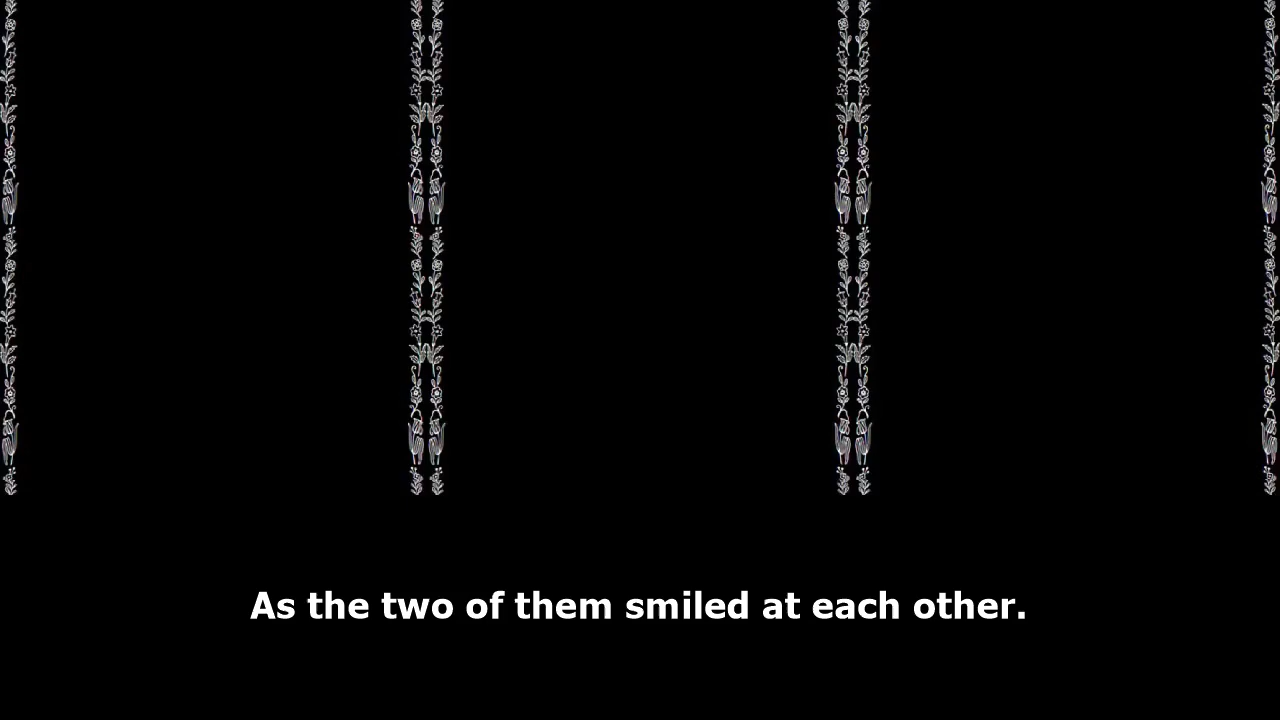 As the two of them smiled at each other.